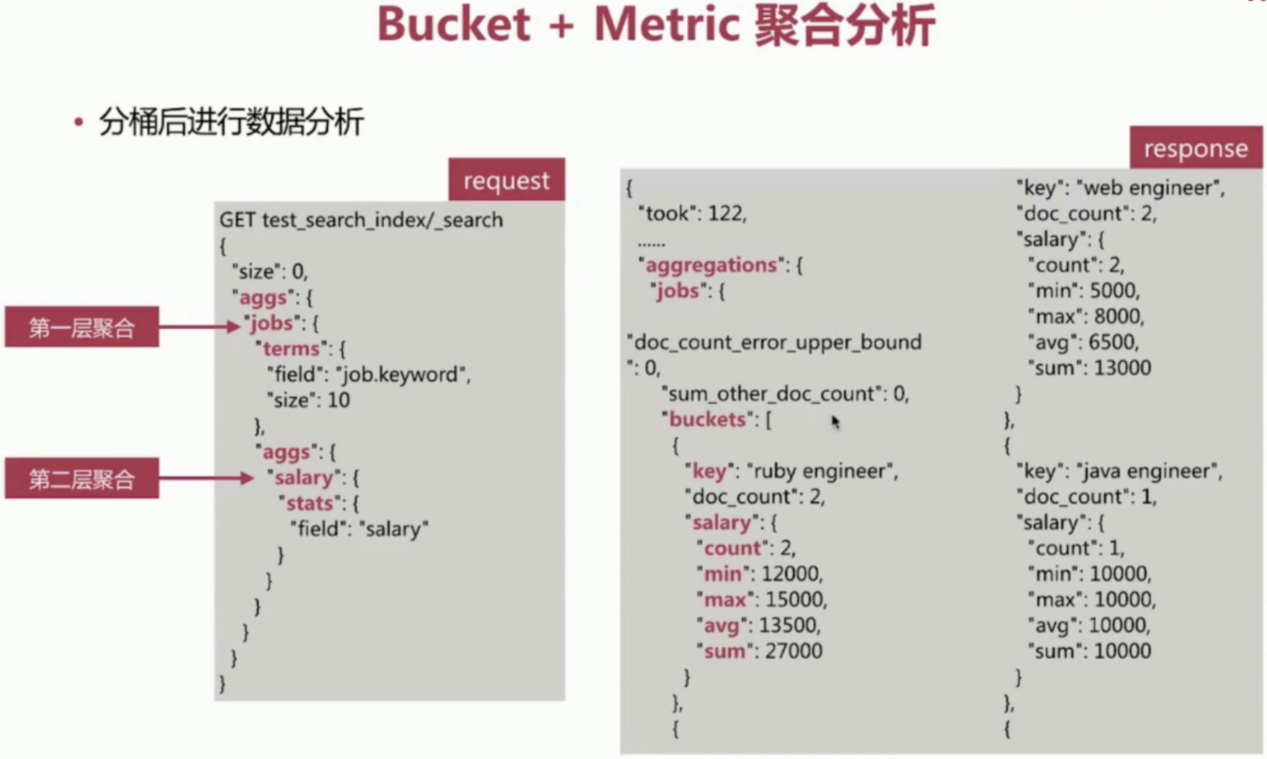 Bucket + Metric 聚合分析
• 分桶后进行数据分析
request
GET test_search_index/_search
{
"size": 0,
"aggs": {
"jobs": {
"terms": {
"field": "job.keyword",
"size": 10
},
"aggs": {
"salary": {
"stats": {
"field": "salary"
}
}
}
}
}
}
第一层聚合
第二层聚合
response
{
"took": 122,
......
"aggregations": {
"jobs": {
"doc_count_error_upper_bound
": 0,
"sum_other_doc_count": 0,
"buckets": [
{
"key": "ruby engineer",
"doc_count": 2,
"salary": {
"count": 2,
"min": 12000,
"max": 15000,
"avg": 13500,
"sum": 27000
}
},
{
"key": "web engineer",
"doc_count": 2,
"salary": {
"count": 2,
"min": 5000,
"max": 8000,
"avg": 6500,
"sum": 13000
}
},
{
"key": "java engineer",
"doc_count": 1,
"salary": {
"count": 1,
"min": 10000,
"max": 10000,
"avg": 10000,
"sum": 10000
}
},
{